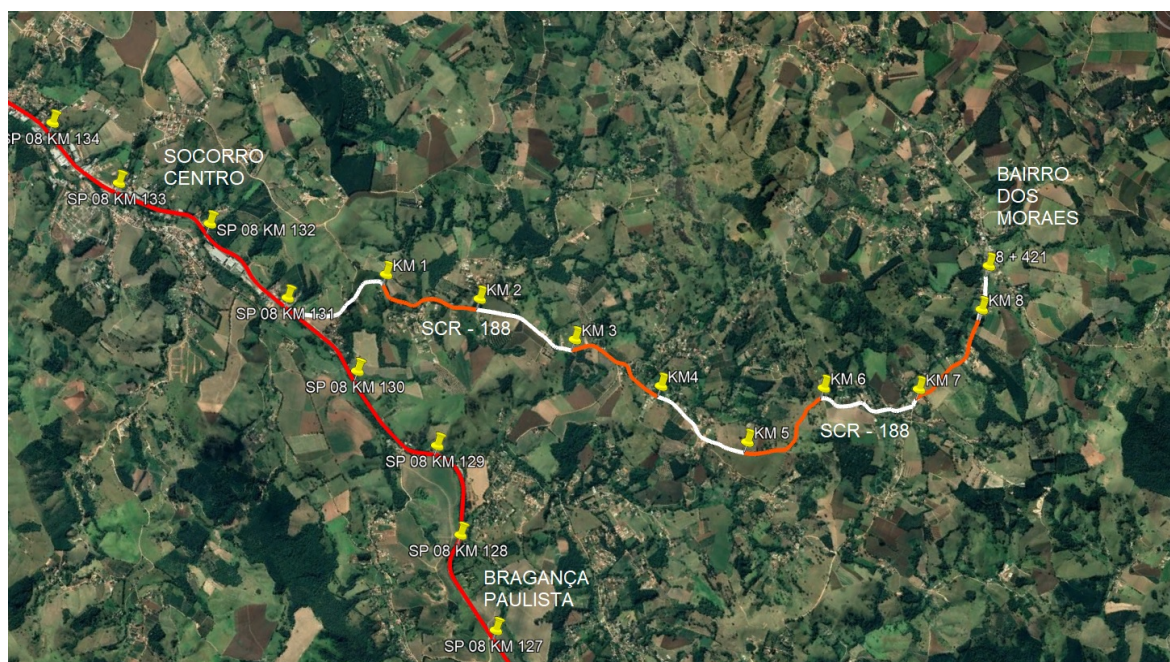 SP 08 KM 134
SOCORRO
CENTRO
SP 08 KM 133
SP 08 KM 132
BAIRRO
DOS
MORAES
8 + 421
KM 1
KM 2
KM 8
SP 08 KM 131
SCR - 188
KM 3
SP 08 KM 130
KM4
KM 6
KM 7
SCR - 188
KM 5
SP 08 KM 129
SP 08 KM 128
BRAGANÇA
PAULISTA
SP 08 KM 127